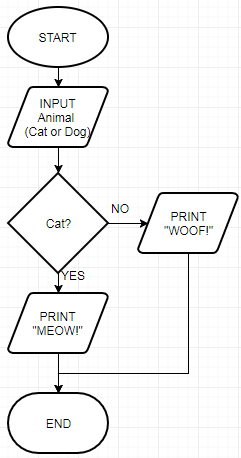 START
INPUT
Animal
(Cat or Dog)
Cat?
NO
PRINT
"WOOF!"
YES
PRINT
"MEOW!"
END